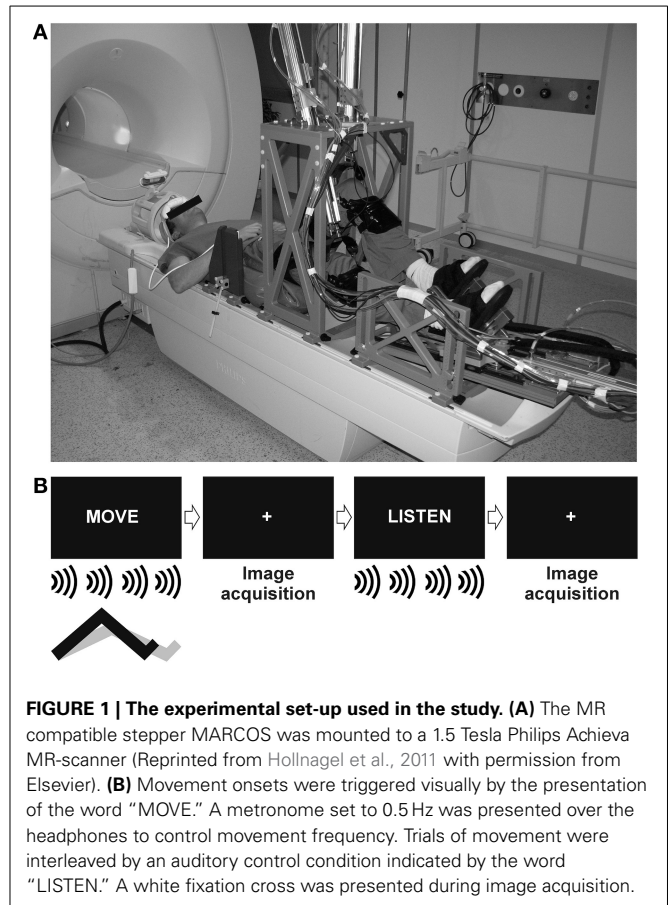 A
B
MOVE
+
LISTEN
+
Image
acquisition
Image
acquisition
FIGURE 1 | The experimental set-up used in the study. (A) The MR
compatible stepper MARCOS was mounted to a 1.5 Tesla Philips Achieva
MR-scanner (Reprinted from Hollnagel et al., 2011 with permission from
Elsevier). (B) Movement onsets were triggered visually by the presentation
of the word “MOVE.” A metronome set to 0.5 Hz was presented over the
headphones to control movement frequency. Trials of movement were
interleaved by an auditory control condition indicated by the word
“LISTEN.” A white fixation cross was presented during image acquisition.